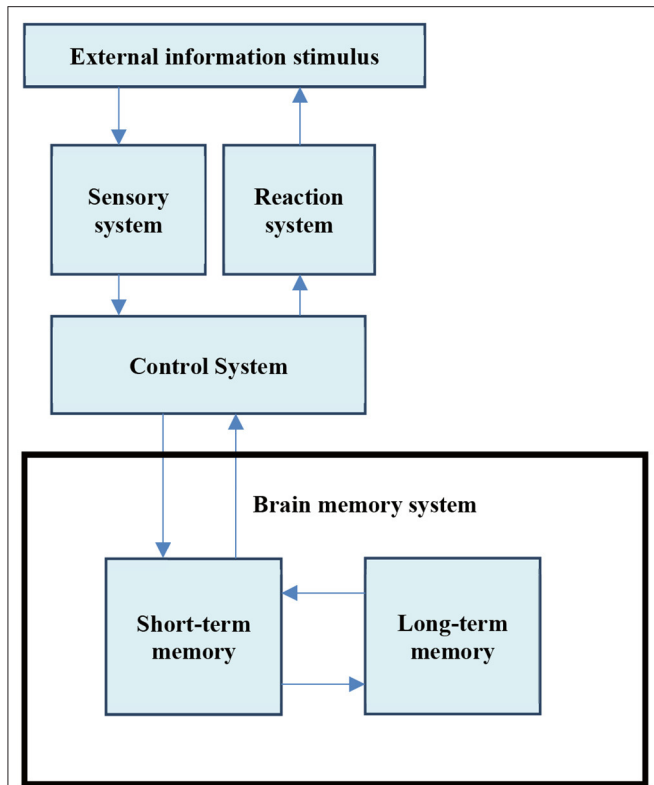 External information stimulus
Sensory
system
Reaction
system
Control System
Brain memory system
Short-term
memory
Long-term
memory